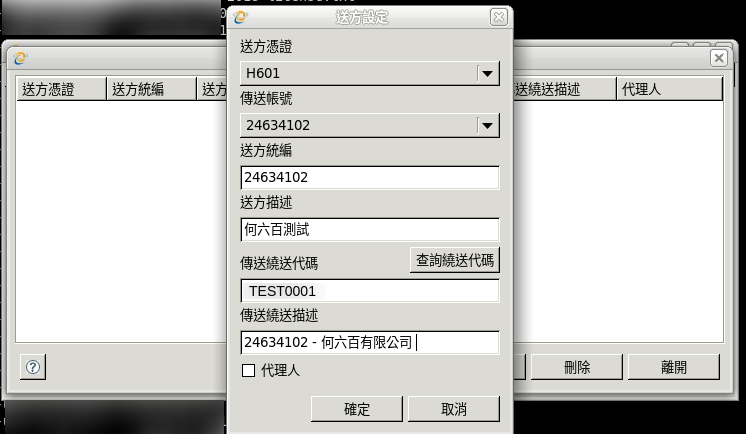 送方設定
送方憑證
H601
傳送帳號
24634102
送方統編
24634102
送方描述
何六百測試
傳送繞送代碼
查詢繞送代碼
TEST0001
傳送繞送描述
24634102 - 何六百有限公司
代理人
確定
取消
送方憑證
送方統編
送方
送繞送描述
代理人
?
刪除
離開